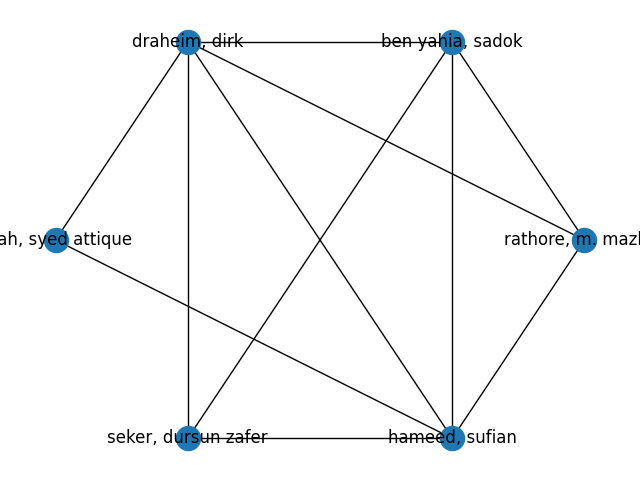 draheim, dirk
ben yahia, sadok
ah, syed attique
rathore, m. mazh
seker, dursun zafer
hameed, sufian